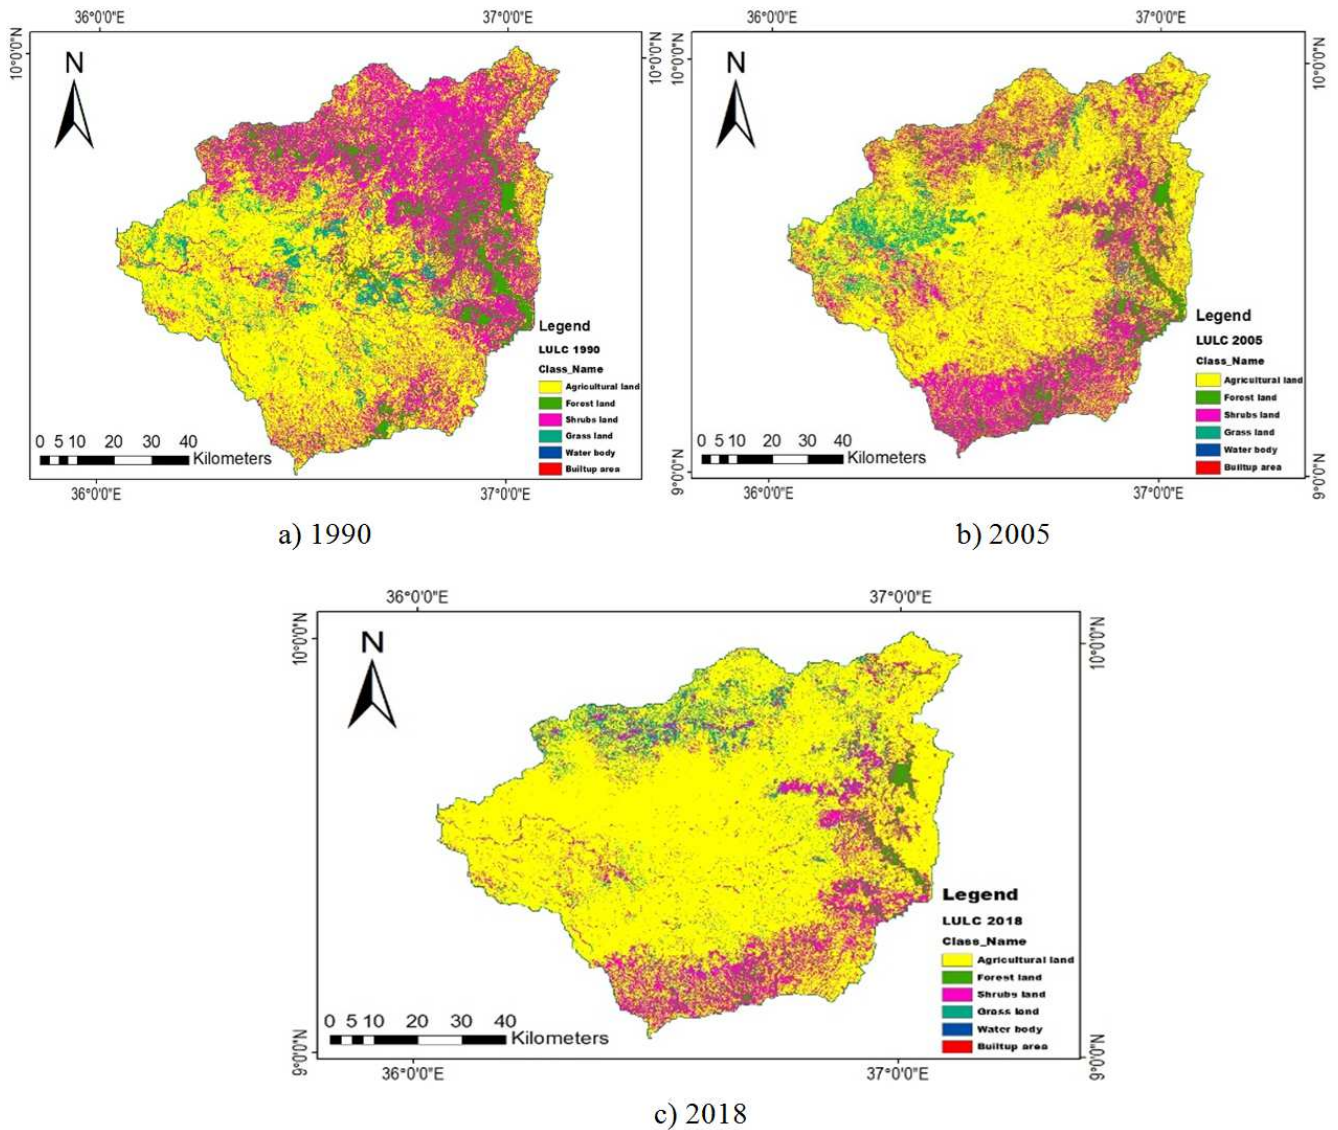 36°0'0"E 37°0'0"E
10°0'0"N 10°0'0"N
N
Legend
LULC 1990
Class_Name
Agricultural land
Forest land
Shrubs land
Grass land
Water body
Builtup area
0 5 10 20 30 40
Kilometers
36°0'0"E 37°0'0"E
a) 1990
36°0'0"E 37°0'0"E
10°0'0"N 10°0'0"N
N
Legend
LULC 2005
Class_Name
Agricultural land
Forest land
Shrubs land
Grass land
Water body
Builtup area
0 5 10 20 30 40
Kilometers
9°0'0"N 9°0'0"N
36°0'0"E 37°0'0"E
b) 2005
36°0'0"E 37°0'0"E
10°0'0"N 10°0'0"N
N
Legend
LULC 2018
Class_Name
Agricultural land
Forest land
Shrubs land
Grass land
Water body
Builtup area
0 5 10 20 30 40
Kilometers
9°0'0"N 9°0'0"N
36°0'0"E 37°0'0"E
c) 2018